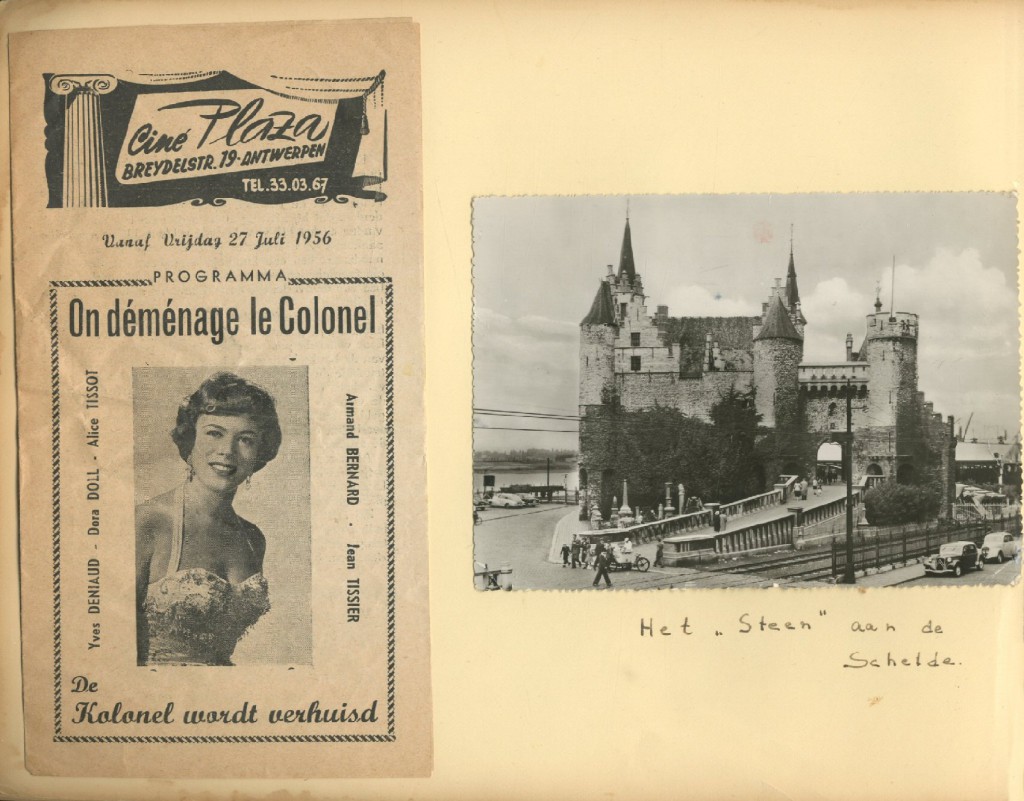 Ciné Plaza
BREYDELSTR. 19-ANTWERPEN
TEL. 33.03.67
Vanaf Vrijdag 27 Juli 1956
PROGRAMMA
On déménage le Colonel
Yves DENIAUD - Dora DOLL - Alice TISSOT
Armand BERNARD - Jean TISSIER
De
Kolonel wordt verhuisd
Het „Steen" aan de
Schelde.